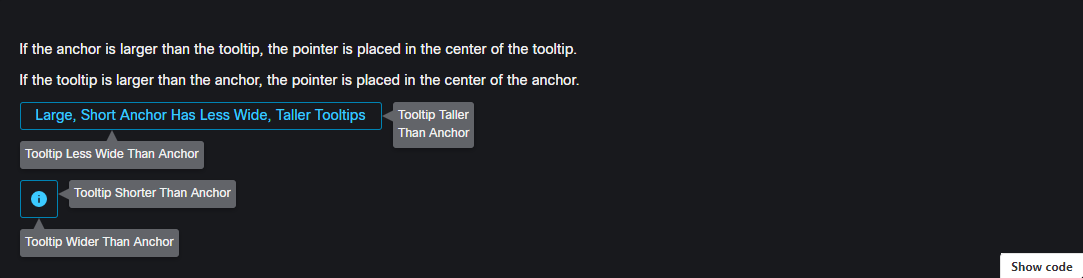 If the anchor is larger than the tooltip, the pointer is placed in the center of the tooltip.
If the tooltip is larger than the anchor, the pointer is placed in the center of the anchor.
Large, Short Anchor Has Less Wide, Taller Tooltips
Tooltip Taller
Than Anchor
Tooltip Less Wide Than Anchor
Tooltip Shorter Than Anchor
Tooltip Wider Than Anchor
Show code